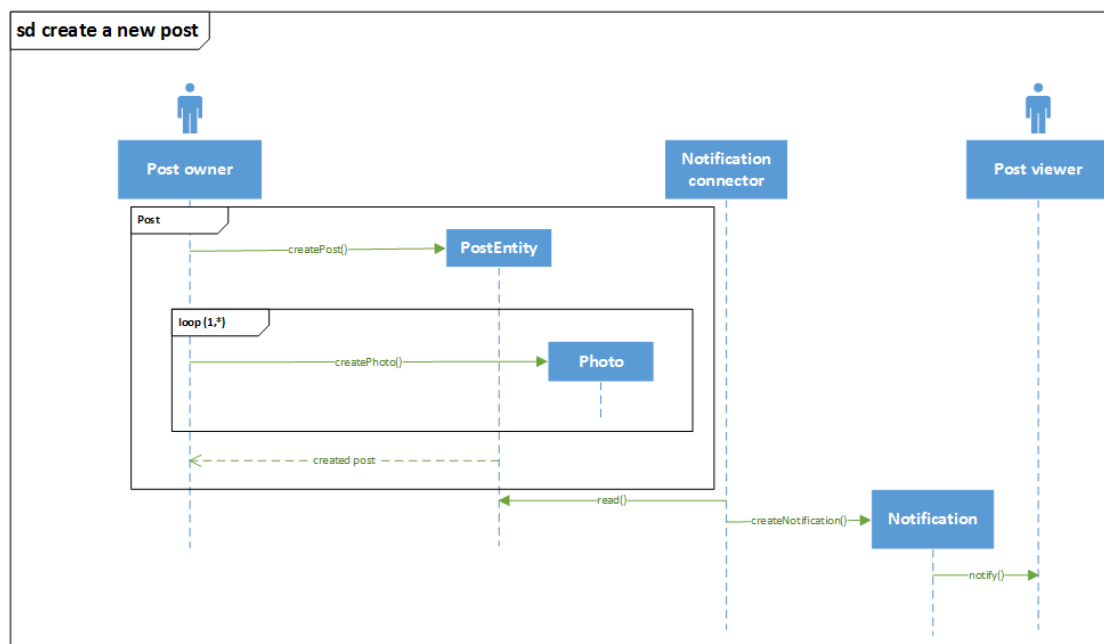 sd create a new post
Post owner
Notification
connector
Post viewer
Post
createPost()
PostEntity
loop (1,*)
createPhoto()
Photo
created post
read()
createNotification()
Notification
notify()